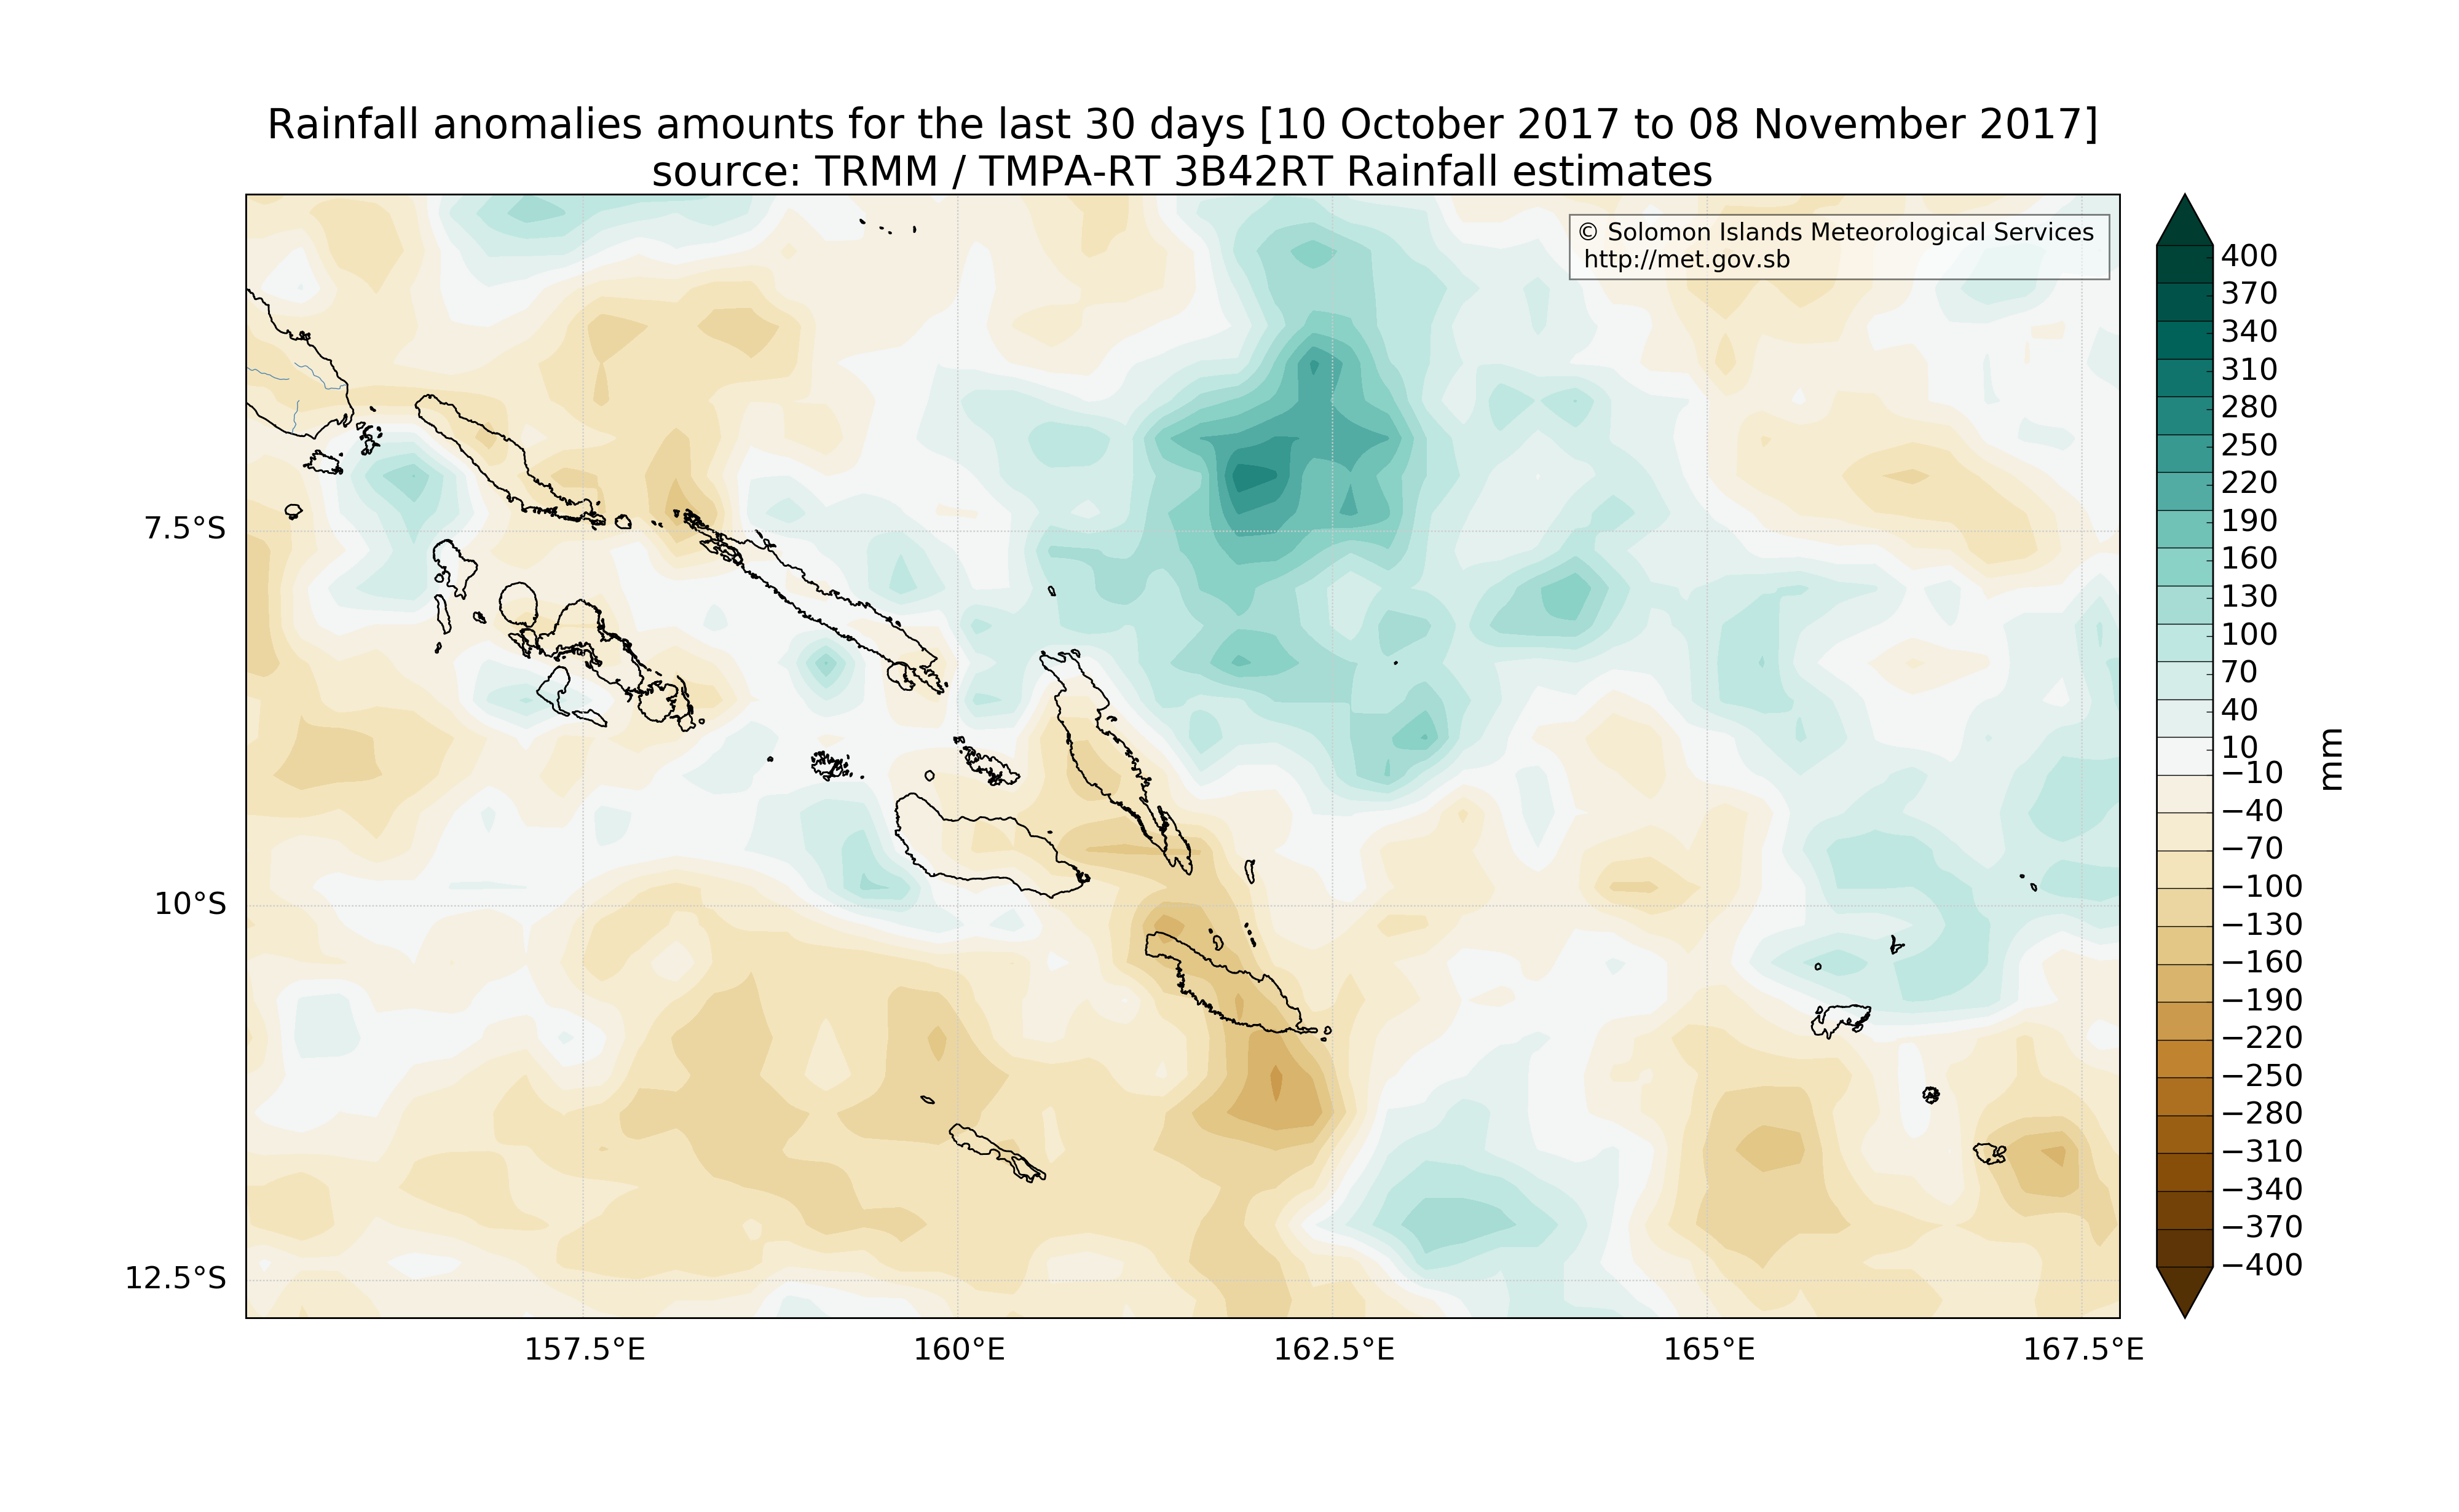 Rainfall anomalies amounts for the last 30 days [10 October 2017 to 08 November 2017]
source: TRMM / TMPA-RT 3B42RT Rainfall estimates
© Solomon Islands Meteorological Services
http://met.gov.sb
7.5°S
10°S
12.5°S
157.5°E
160°E
162.5°E
165°E
167.5°E
400
370
340
310
280
250
220
190
160
130
100
70
40
10
−10
−40
−70
−100
−130
−160
−190
−220
−250
−280
−310
−340
−370
−400
mm